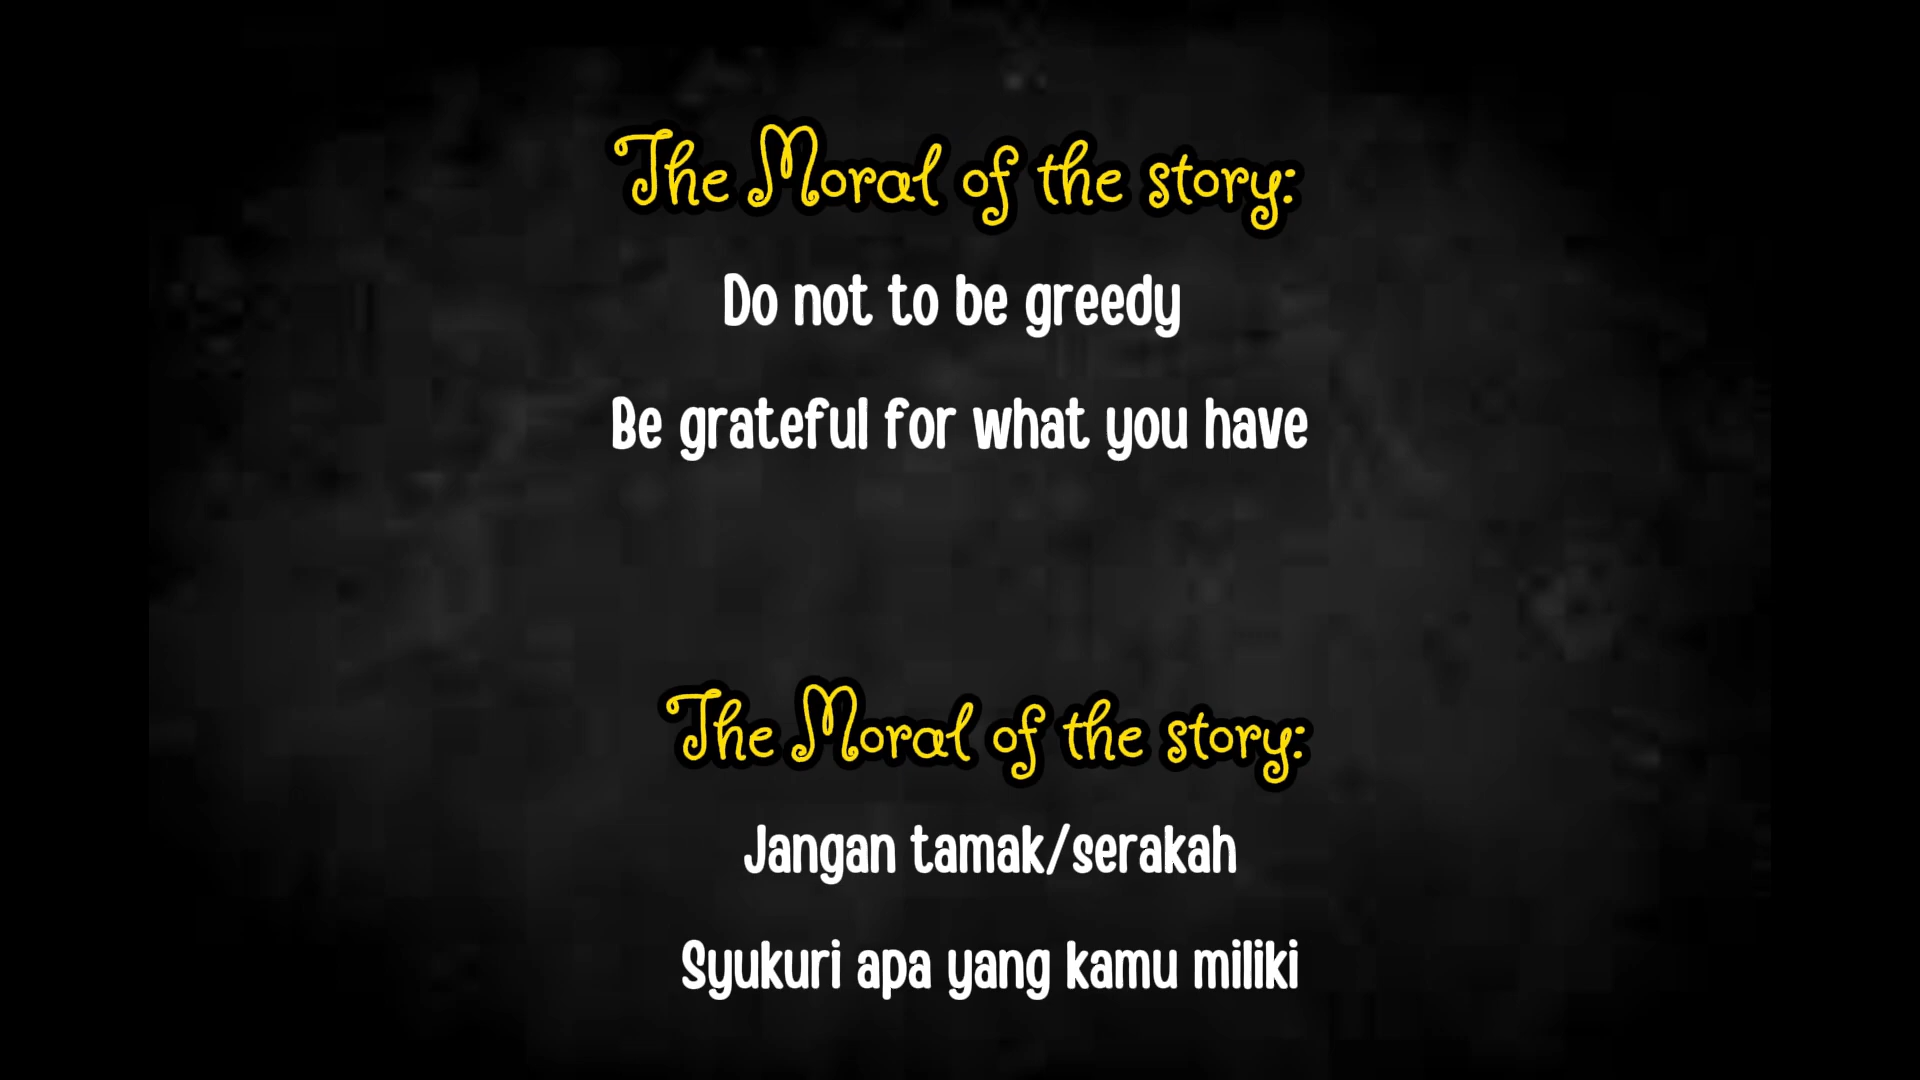 The Moral of the story:
Do not to be greedy
Be grateful for what you have
The Moral of the story:
Jangan tamak/serakah
Syukuri apa yang kamu miliki